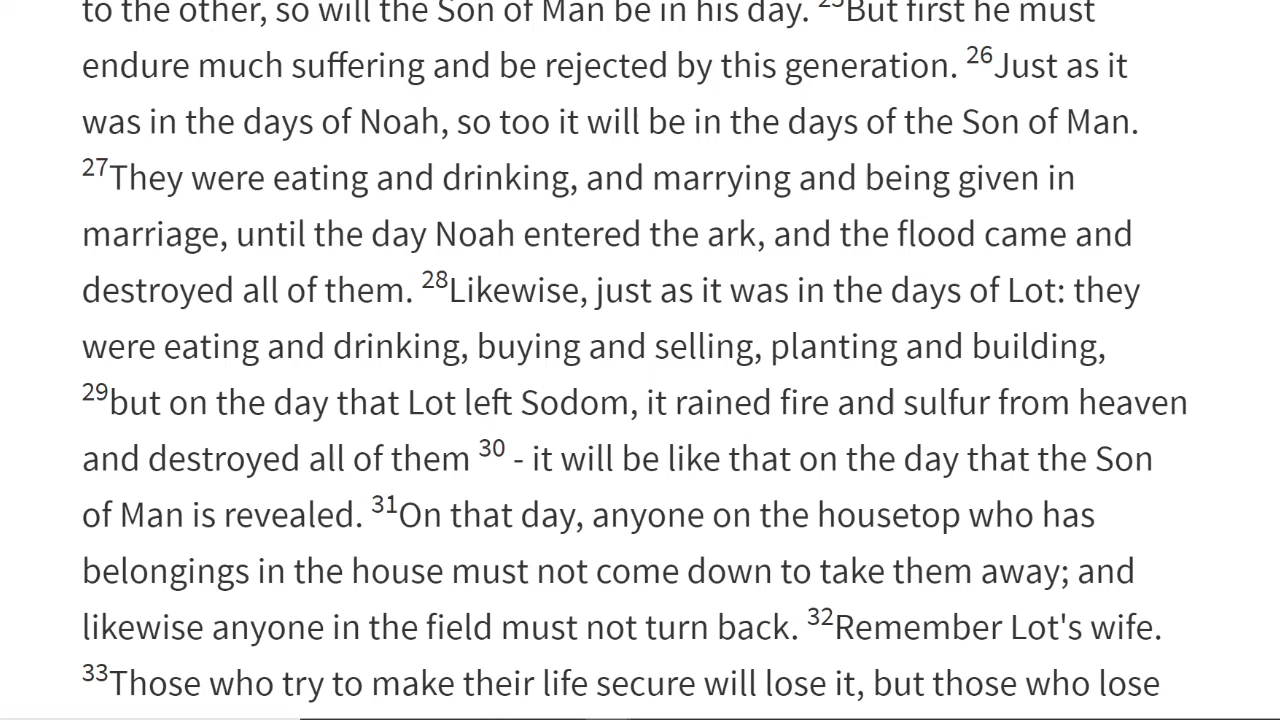 to the other, so will the Son of Man be in his day. 25But first he must
endure much suffering and be rejected by this generation. 26Just as it
was in the days of Noah, so too it will be in the days of the Son of Man.
27They were eating and drinking, and marrying and being given in
marriage, until the day Noah entered the ark, and the flood came and
destroyed all of them. 28Likewise, just as it was in the days of Lot: they
were eating and drinking, buying and selling, planting and building,
29but on the day that Lot left Sodom, it rained fire and sulfur from heaven
and destroyed all of them 30 - it will be like that on the day that the Son
of Man is revealed. 31On that day, anyone on the housetop who has
belongings in the house must not come down to take them away; and
likewise anyone in the field must not turn back. 32Remember Lot's wife.
33Those who try to make their life secure will lose it, but those who lose